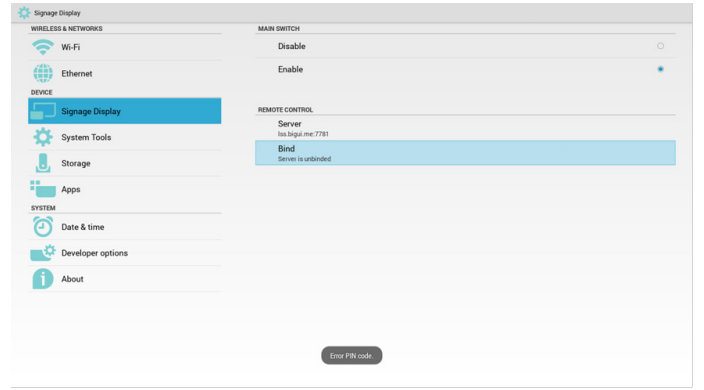 Signage Display
WIRELESS & NETWORKS
Wi-Fi
Ethernet
DEVICE
Signage Display
System Tools
Storage
Apps
SYSTEM
Date & time
Developer options
About
MAIN SWITCH
Disable
Enable
REMOTE CONTROL
Server
lss.bigui.me:7781
Bind
Server is unbinded
Error PIN code.